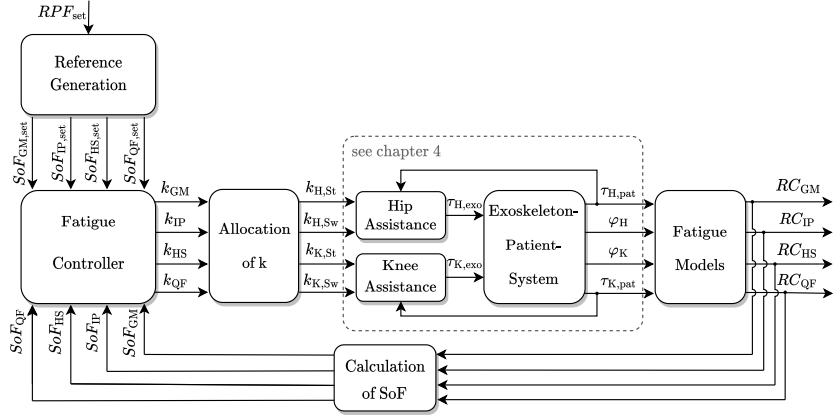 RPF_set
Reference
Generation
SoF_GM,set
SoF_IP,set
SoF_HS,set
SoF_QF,set
see chapter 4
Fatigue
Controller
k_GM
k_IP
k_HS
k_QF
Allocation
of k
k_H,St
k_H,Sw
k_K,St
k_K,Sw
Hip
Assistance
Knee
Assistance
τ_H,exo
τ_K,exo
Exoskeleton-
Patient-
System
τ_H,pat
φ_H
φ_K
τ_K,pat
Fatigue
Models
RC_GM
RC_IP
RC_HS
RC_QF
SoF_QF
SoF_HS
SoF_IP
SoF_GM
Calculation
of SoF